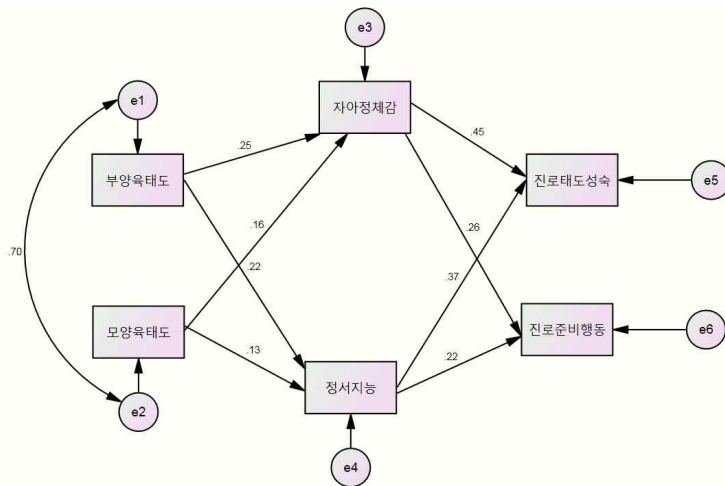 e3
e1
자아정체감
.25
.45
부양육태도
진로태도성숙
e5
.16
.26
.70
.22
.37
모양육태도
진로준비행동
e6
.13
.22
정서지능
e2
e4